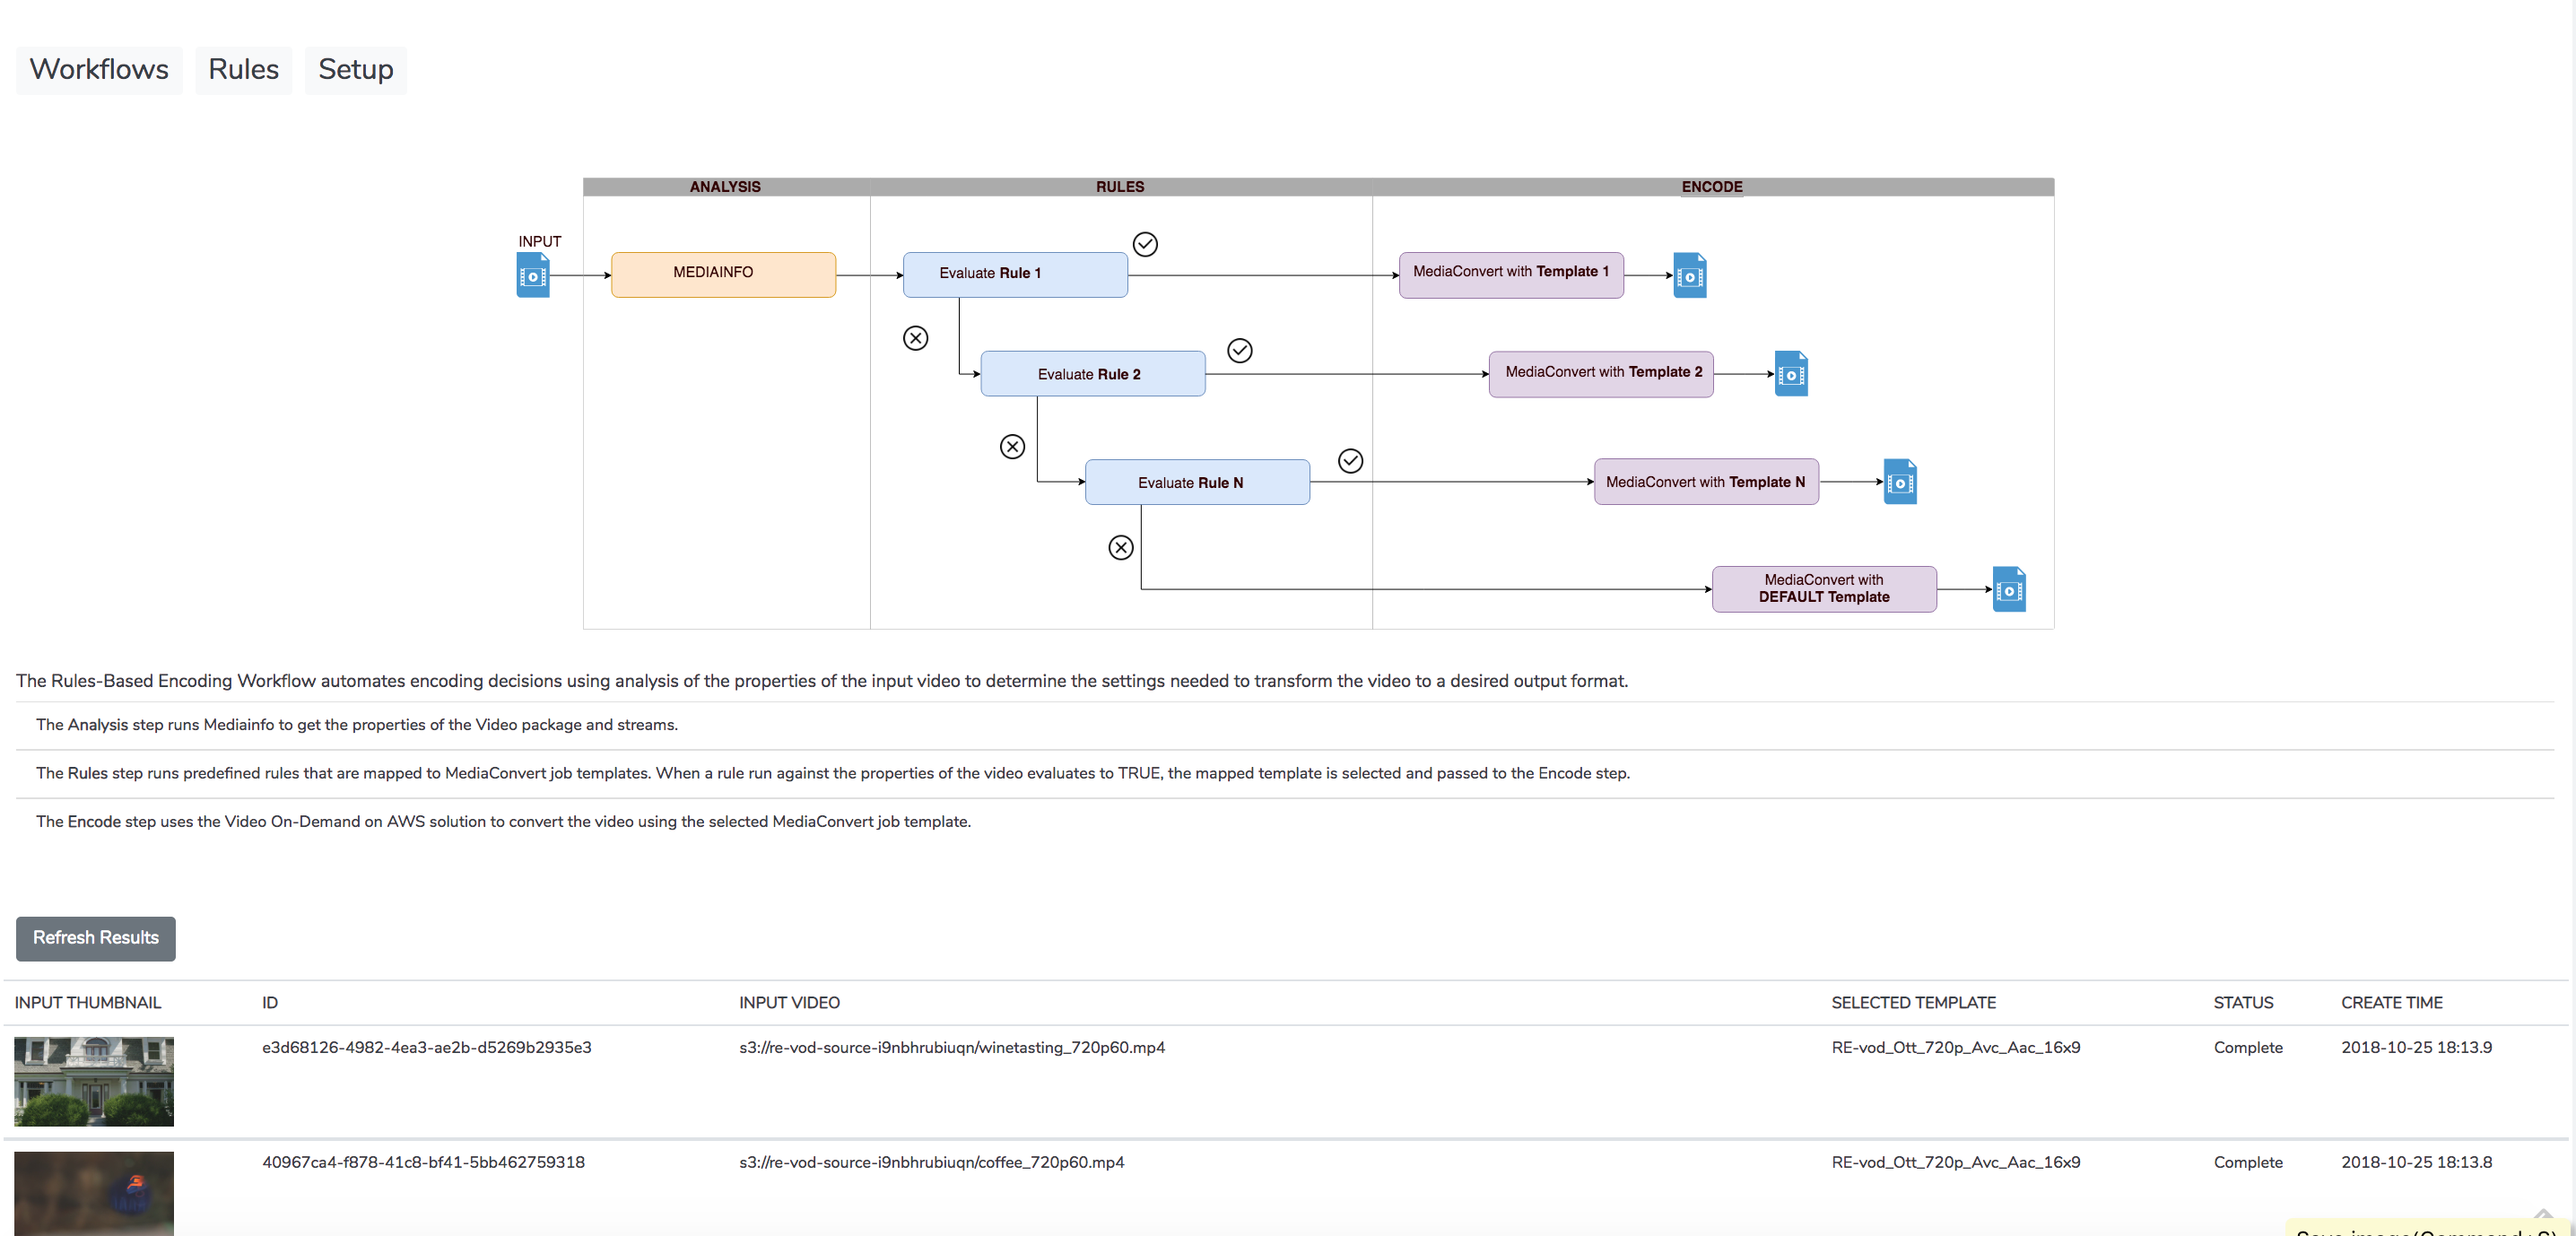 Workflows Rules Setup
ANALYSIS RULES ENCODE
INPUT
MEDIAINFO
Evaluate Rule 1
MediaConvert with Template 1
Evaluate Rule 2
MediaConvert with Template 2
Evaluate Rule N
MediaConvert with Template N
MediaConvert with
DEFAULT Template
The Rules-Based Encoding Workflow automates encoding decisions using analysis of the properties of the input video to determine the settings needed to transform the video to a desired output format.
The Analysis step runs Mediainfo to get the properties of the Video package and streams.
The Rules step runs predefined rules that are mapped to MediaConvert job templates. When a rule run against the properties of the video evaluates to TRUE, the mapped template is selected and passed to the Encode step.
The Encode step uses the Video On-Demand on AWS solution to convert the video using the selected MediaConvert job template.
Refresh Results
INPUT THUMBNAIL ID INPUT VIDEO SELECTED TEMPLATE STATUS CREATE TIME
e3d68126-4982-4ea3-ae2b-d5269b2935e3 s3://re-vod-source-i9nbhrubiuqn/winetasting_720p60.mp4 RE-vod_Ott_720p_Avc_Aac_16x9 Complete 2018-10-25 18:13.9
40967ca4-f878-41c8-bf41-5bb462759318 s3://re-vod-source-i9nbhrubiuqn/coffee_720p60.mp4 RE-vod_Ott_720p_Avc_Aac_16x9 Complete 2018-10-25 18:13.8